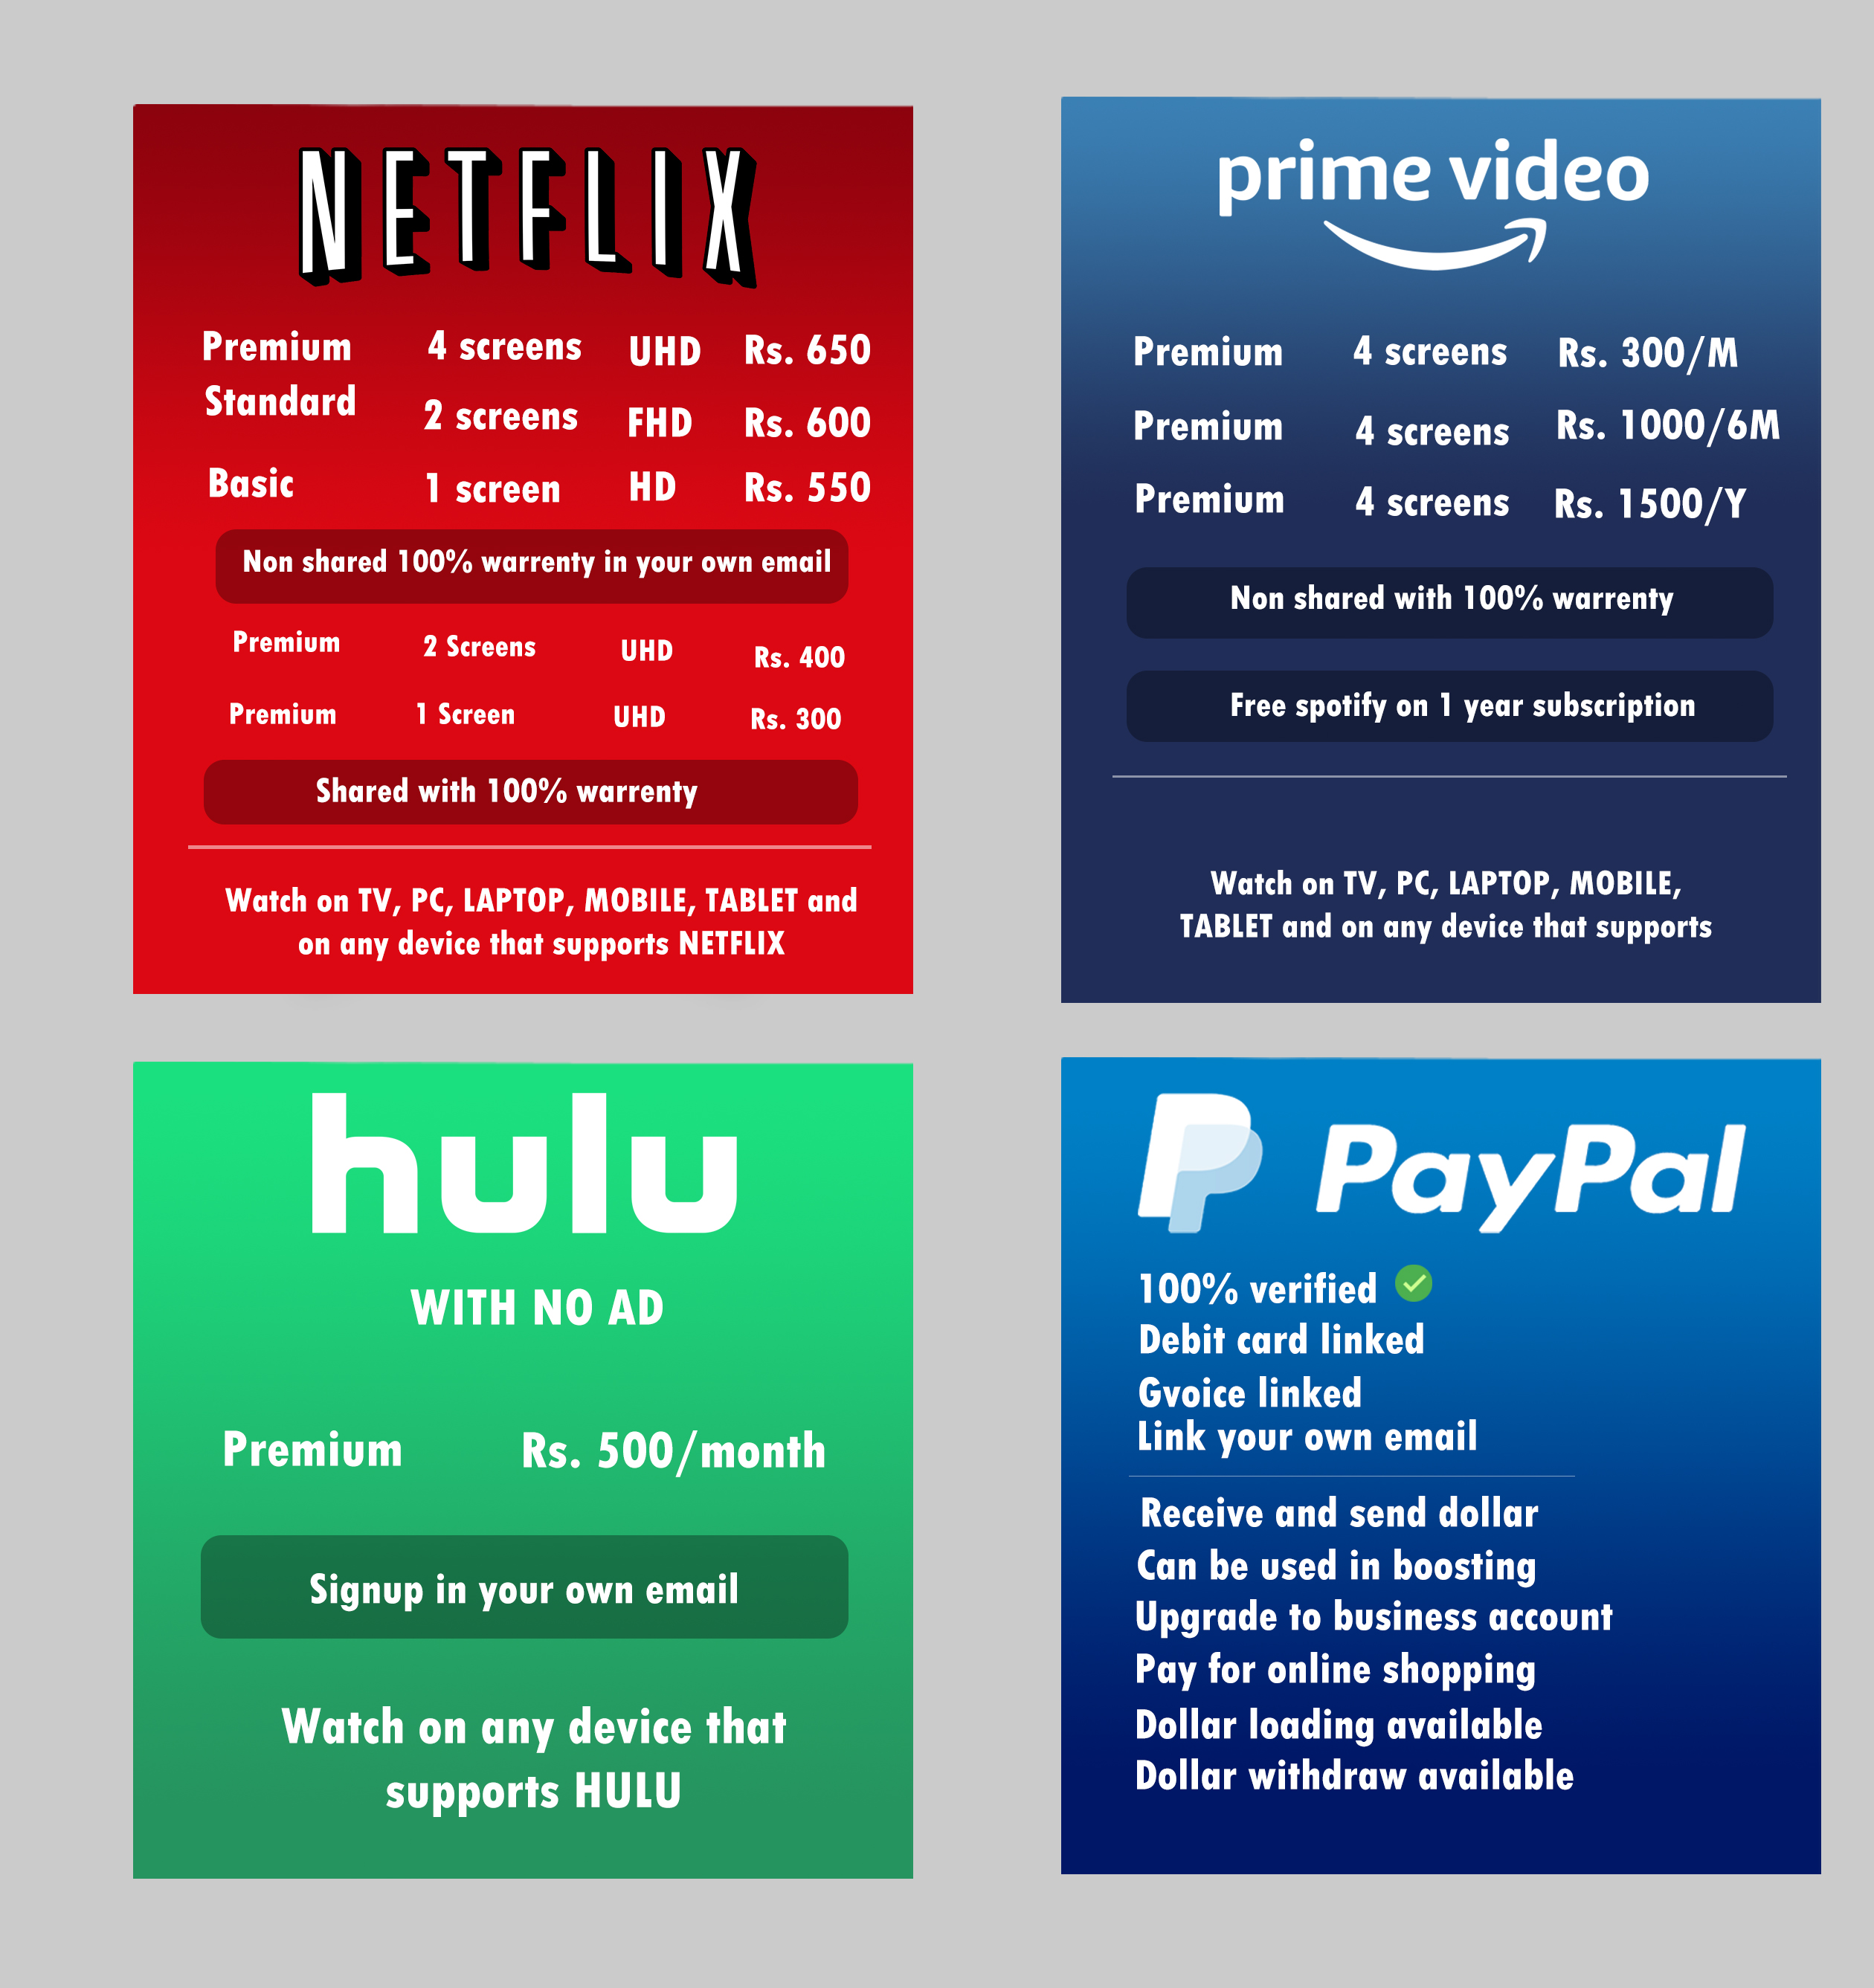 NETFLIX
Premium 4 screens UHD Rs. 650
Standard 2 screens FHD Rs. 600
Basic 1 screen HD Rs. 550
Non shared 100% warrenty in your own email
Premium 2 Screens UHD Rs. 400
Premium 1 Screen UHD Rs. 300
Shared with 100% warrenty
Watch on TV, PC, LAPTOP, MOBILE, TABLET and
on any device that supports NETFLIX
prime video
Premium 4 screens Rs. 300/M
Premium 4 screens Rs. 1000/6M
Premium 4 screens Rs. 1500/Y
Non shared with 100% warrenty
Free spotify on 1 year subscription
Watch on TV, PC, LAPTOP, MOBILE,
TABLET and on any device that supports
hulu
WITH NO AD
Premium Rs. 500/month
Signup in your own email
Watch on any device that
supports HULU
PayPal
100% verified
Debit card linked
Gvoice linked
Link your own email
Receive and send dollar
Can be used in boosting
Upgrade to business account
Pay for online shopping
Dollar loading available
Dollar withdraw available